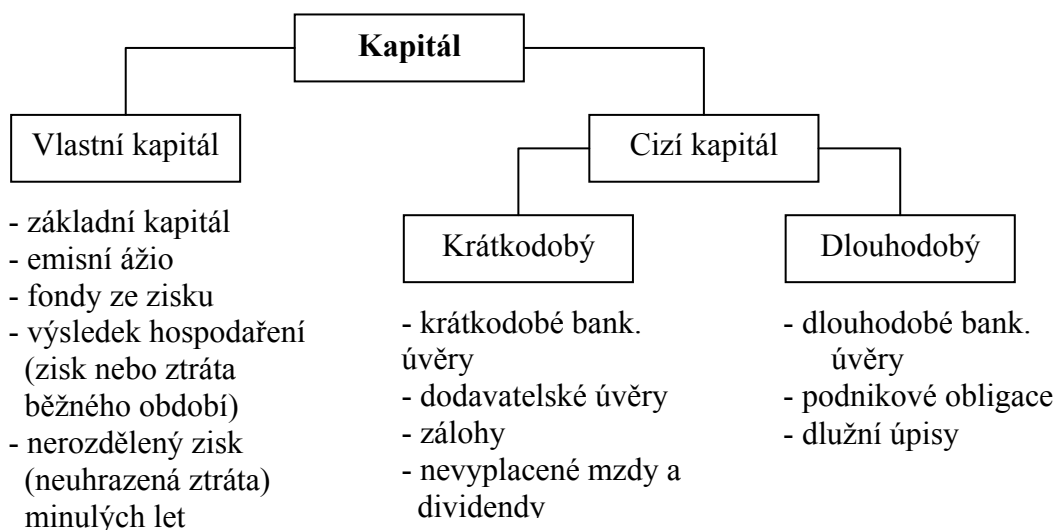 Kapitál
Vlastní kapitál
- základní kapitál
- emisní ážio
- fondy ze zisku
- výsledek hospodaření
(zisk nebo ztráta
běžného období)
- nerozdělený zisk
(neuhrazená ztráta)
minulých let
Cizí kapitál
Krátkodobý
- krátkodobé bank.
úvěry
- dodavatelské úvěry
- zálohy
- nevyplacené mzdy a
dividendy
Dlouhodobý
- dlouhodobé bank.
úvěry
- podnikové obligace
- dlužní úpisy